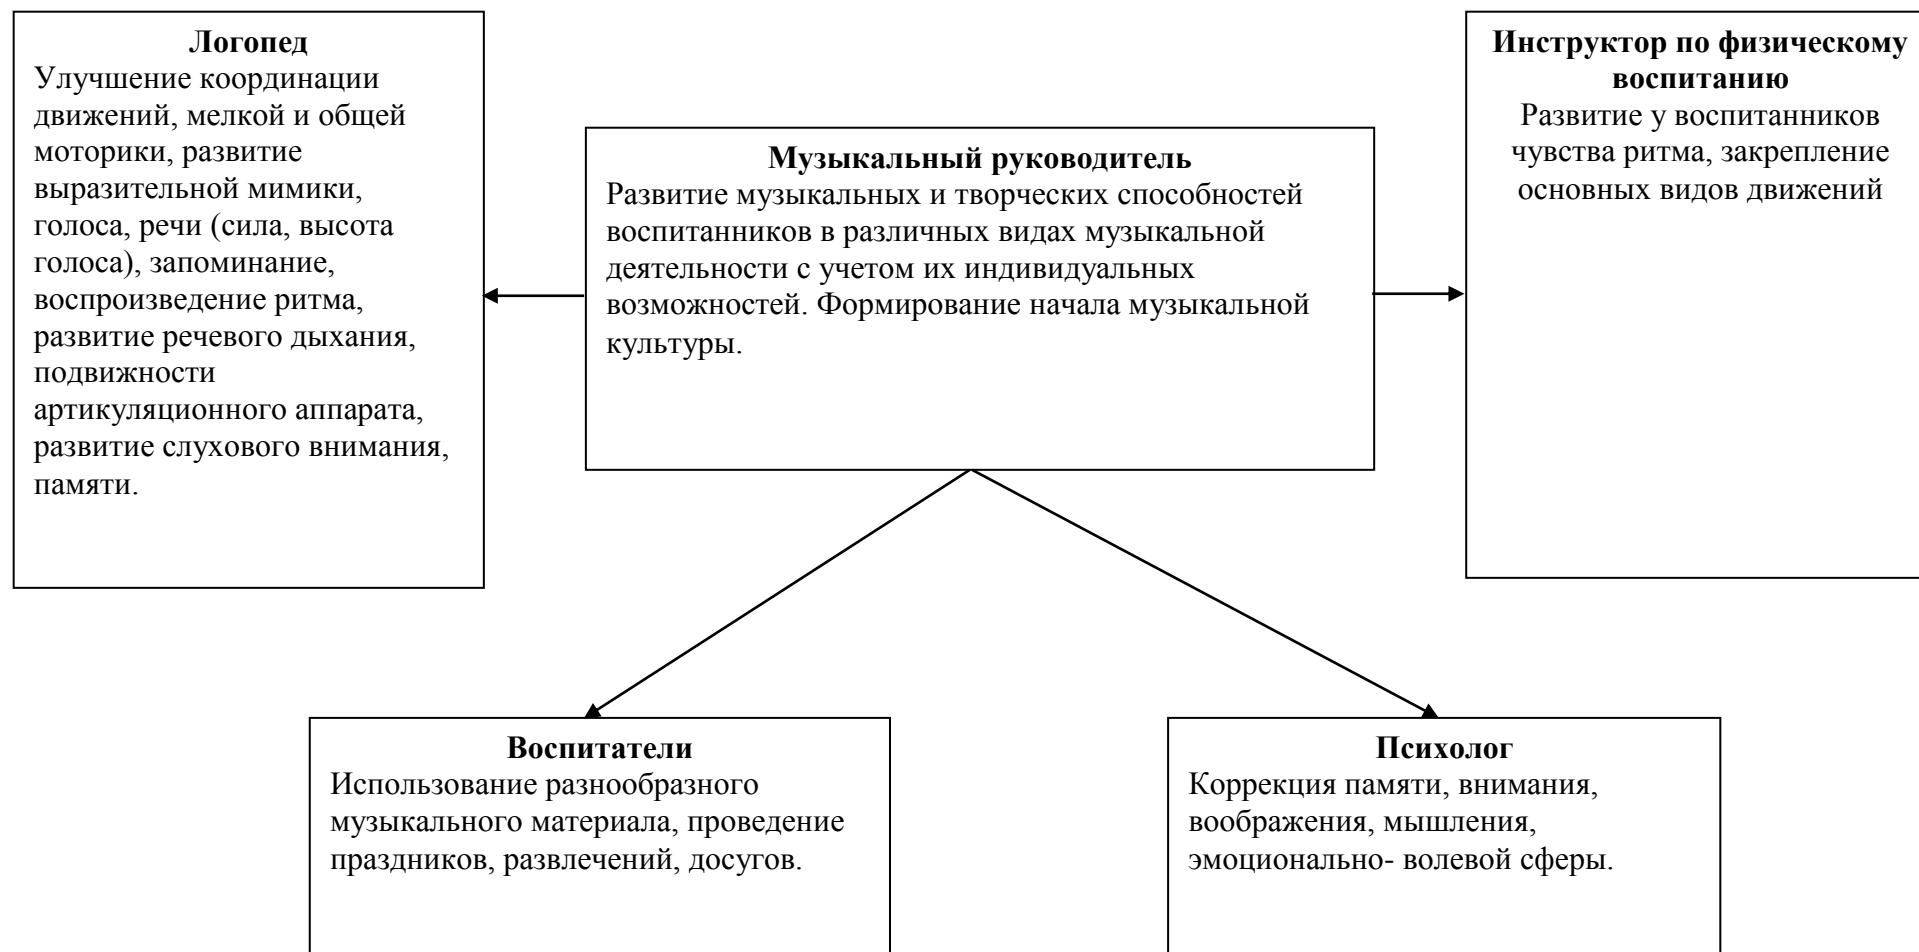 Логопед
Улучшение координации
движений, мелкой и общей
моторики, развитие
выразительной мимики,
голоса, речи (сила, высота
голоса), запоминание,
воспроизведение ритма,
развитие речевого дыхания,
подвижности
артикуляционного аппарата,
развитие слухового внимания,
памяти.
Музыкальный руководитель
Развитие музыкальных и творческих способностей
воспитанников в различных видах музыкальной
деятельности с учетом их индивидуальных
возможностей. Формирование начала музыкальной
культуры.
Инструктор по физическому
воспитанию
Развитие у воспитанников
чувства ритма, закрепление
основных видов движений
Воспитатели
Использование разнообразного
музыкального материала, проведение
праздников, развлечений, досугов.
Психолог
Коррекция памяти, внимания,
воображения, мышления,
эмоционально- волевой сферы.